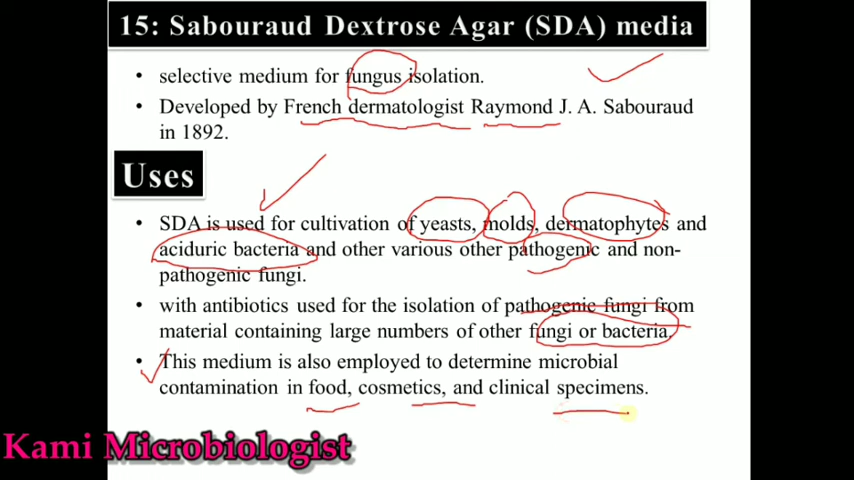 15: Sabouraud Dextrose Agar (SDA) media
• selective medium for fungus isolation.
• Developed by French dermatologist Raymond J. A. Sabouraud
in 1892.
Uses
• SDA is used for cultivation of yeasts, molds, dermatophytes and
aciduric bacteria and other various other pathogenic and non-
pathogenic fungi.
• with antibiotics used for the isolation of pathogenic fungi from
material containing large numbers of other fungi or bacteria.
• This medium is also employed to determine microbial
contamination in food, cosmetics, and clinical specimens.
Kami Microbiologist